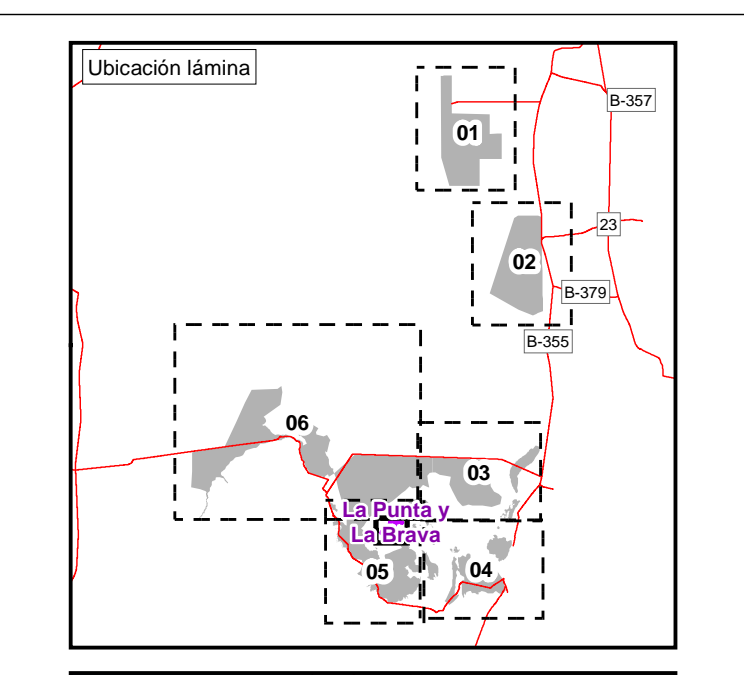 Ubicación lámina
B-357
01
23
02
B-379
B-355
06
03
La Punta y
La Brava
05
04